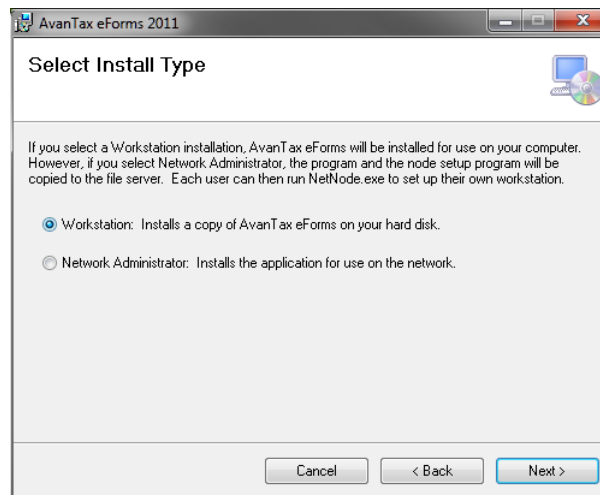 AvanTax eForms 2011
Select Install Type
If you select a Workstation installation, AvanTax eForms will be installed for use on your computer.
However, if you select Network Administrator, the program and the node setup program will be
copied to the file server. Each user can then run NetNode.exe to set up their own workstation.
Workstation: Installs a copy of AvanTax eForms on your hard disk.
Network Administrator: Installs the application for use on the network.
Cancel < Back Next >